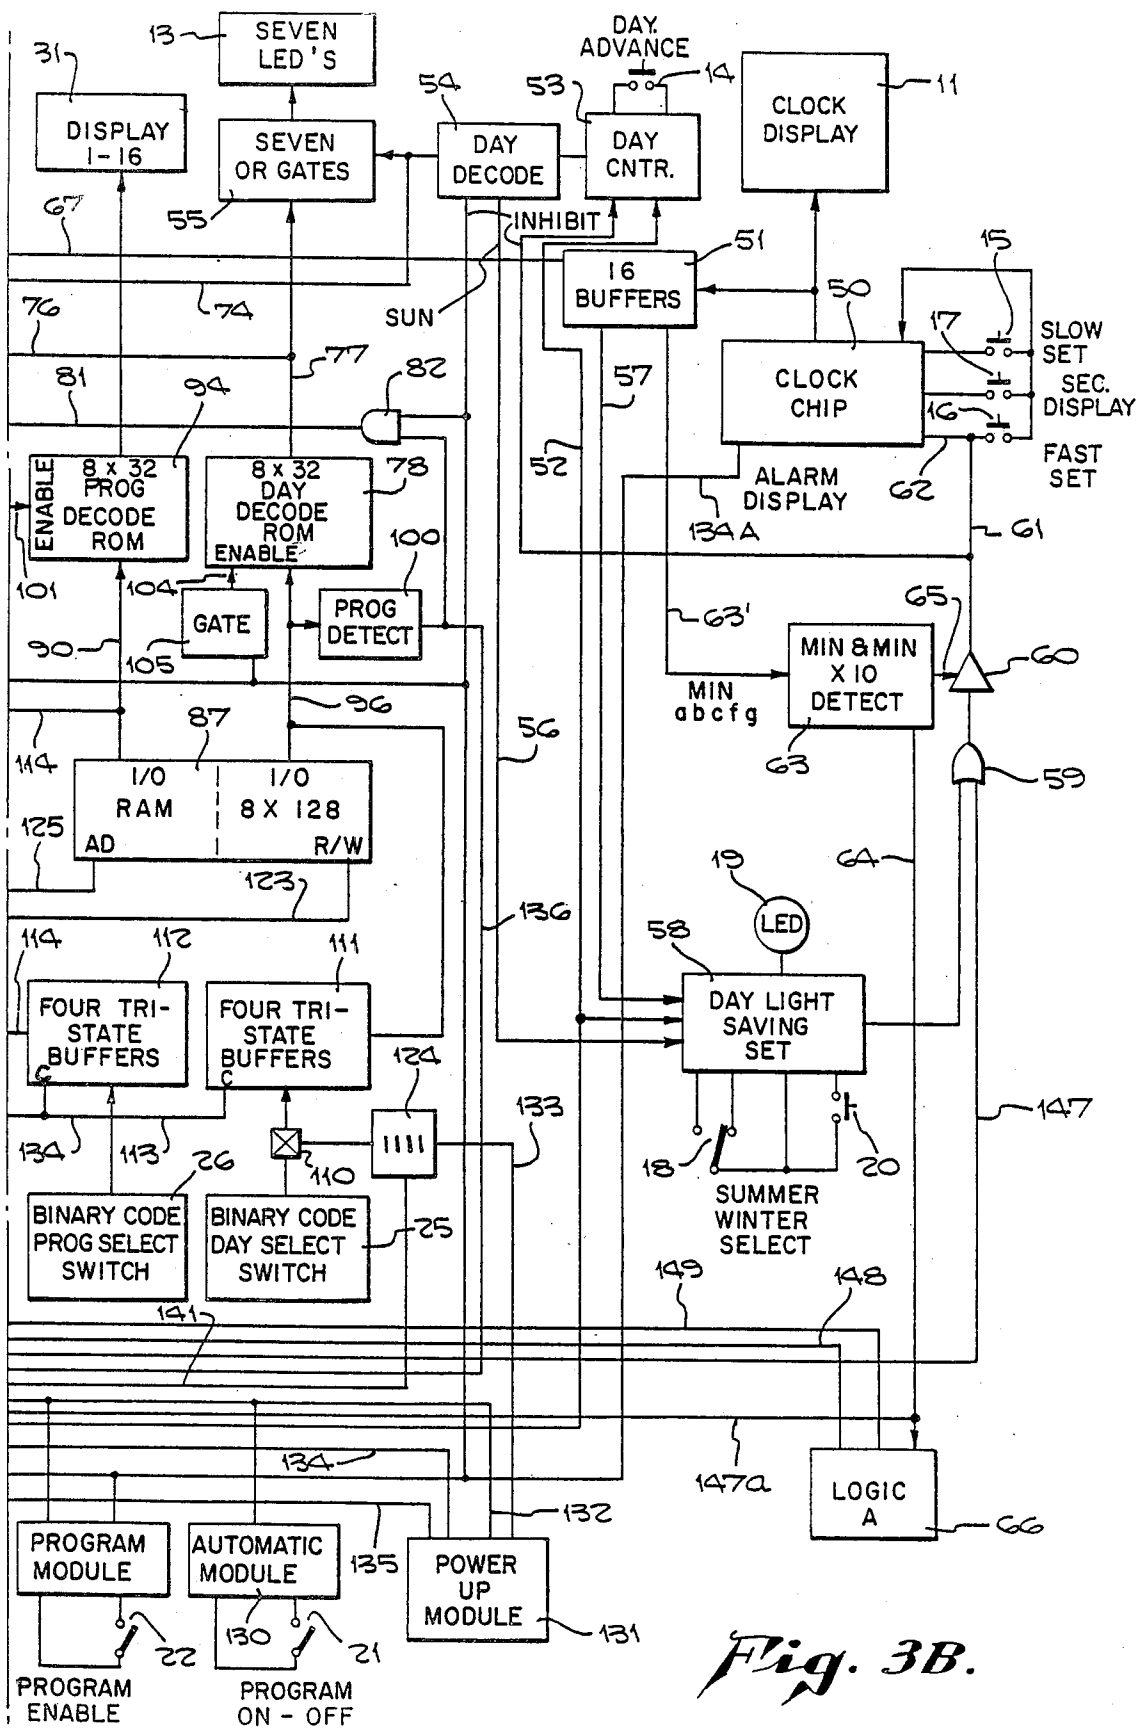 DAY.
ADVANCE
13
SEVEN
LED'S
31
54
53
14
11
DISPLAY
1-16
SEVEN
OR GATES
DAY
DECODE
DAY
CNTR.
CLOCK
DISPLAY
55
67
INHIBIT
51
16
BUFFERS
15
50
74
SUN
76
17
SLOW
SET
77
82
57
CLOCK
CHIP
SEC.
DISPLAY
81
94
16
52
62
FAST
SET
ENABLE
8 X 32
PROG
DECODE
ROM
8 X 32
DAY
DECODE
ROM
ENABLE
78
ALARM
DISPLAY
134A
61
100
101
104
GATE
105
PROG
DETECT
63'
65
90
MIN & MIN
X 10
DETECT
60
MIN
abcfg
96
87
56
63
114
59
I/O
RAM
AD
I/O
8 X 128
R/W
125
64
123
19
LED
136
114
112
111
58
FOUR TRI-
STATE
BUFFERS
C
FOUR TRI-
STATE
BUFFERS
C
DAY LIGHT
SAVING
SET
124
133
147
134
113
110
18
20
26
BINARY CODE
PROG SELECT
SWITCH
BINARY CODE
DAY SELECT
SWITCH
25
SUMMER
WINTER
SELECT
141
149
148
134
147a
132
LOGIC
A
66
135
PROGRAM
MODULE
AUTOMATIC
MODULE
130
POWER
UP
MODULE
131
22
21
PROGRAM
ENABLE
PROGRAM
ON - OFF
Fig. 3B.